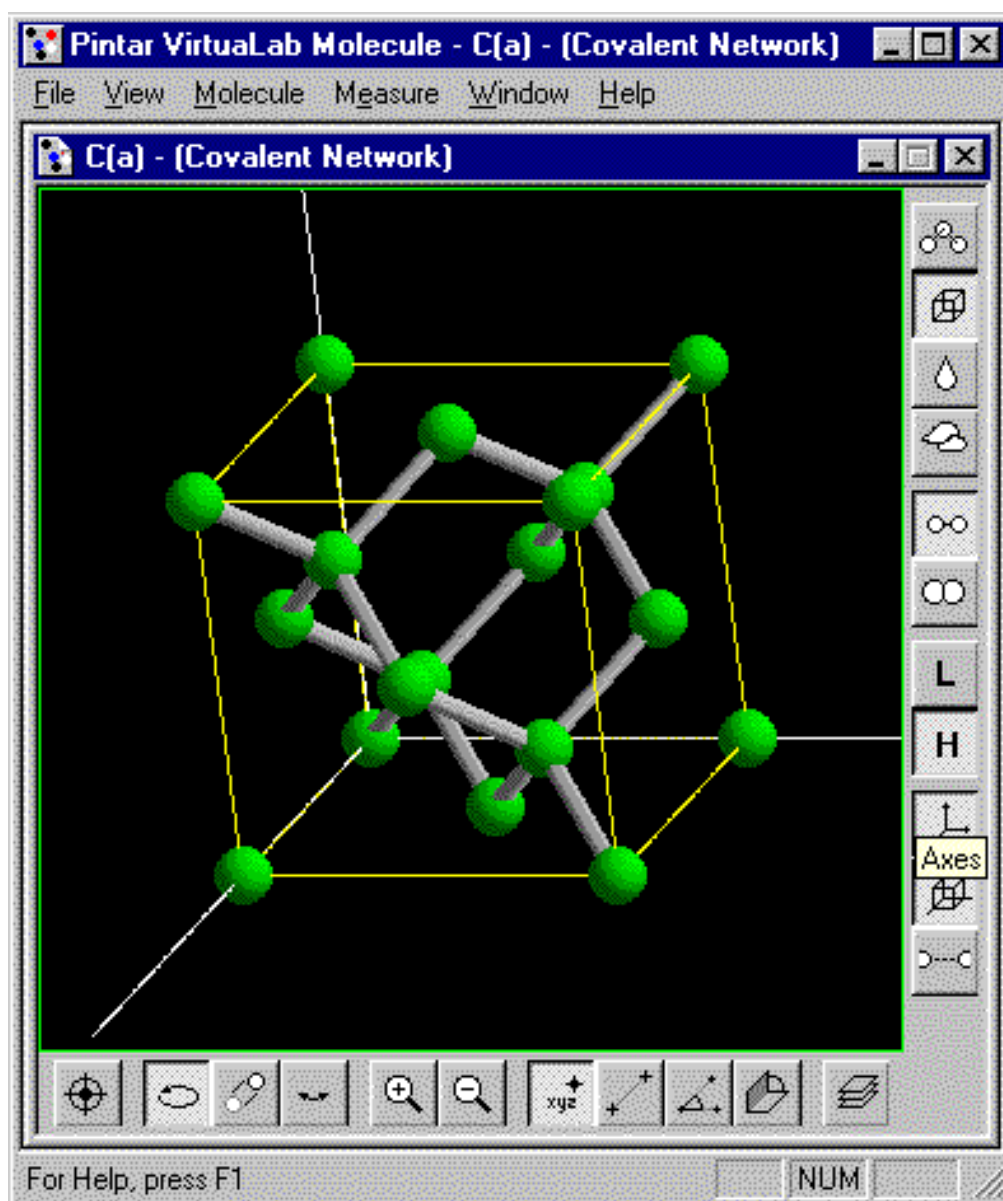 Pintar VirtuaLab Molecule - C(a) - (Covalent Network)
File View Molecule Measure Window Help
C(a) - (Covalent Network)
L
H
Axes
xyz
For Help, press F1
NUM